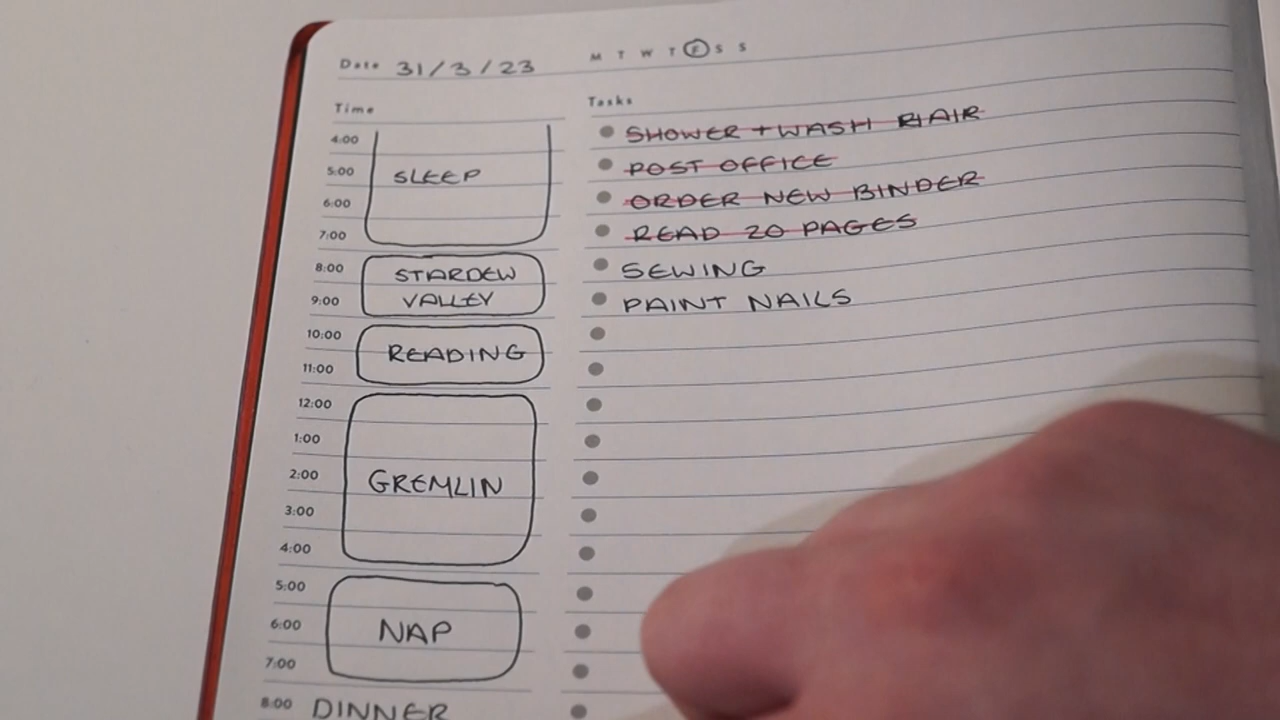 Date 31/3/23 M T W T F S S
Time
Tasks
4:00
5:00 SLEEP
6:00
7:00
8:00 STARDEW
9:00 VALLEY
10:00
READING
11:00
12:00
1:00
2:00 GREMLIN
3:00
4:00
5:00
6:00 NAP
7:00
8:00 DINNER
SHOWER + WASH HAIR
POST OFFICE
ORDER NEW BINDER
READ 20 PAGES
SEWING
PAINT NAILS